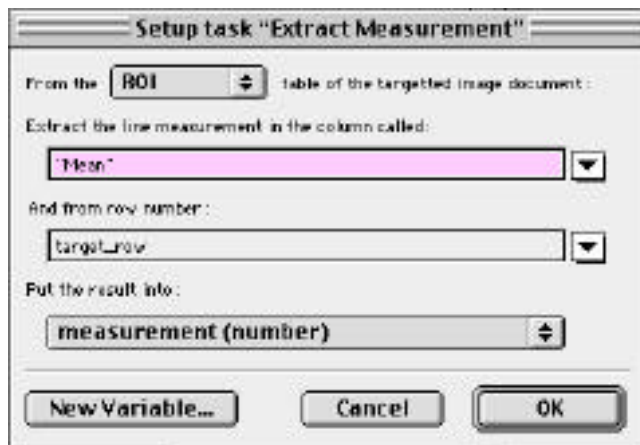 Setup task “Extract Measurement”
From the ROI table of the targetted image document :
Extract the line measurement in the column called:
"Mean"
And from row number :
target_row
Put the result into :
measurement (number)
New Variable... Cancel OK